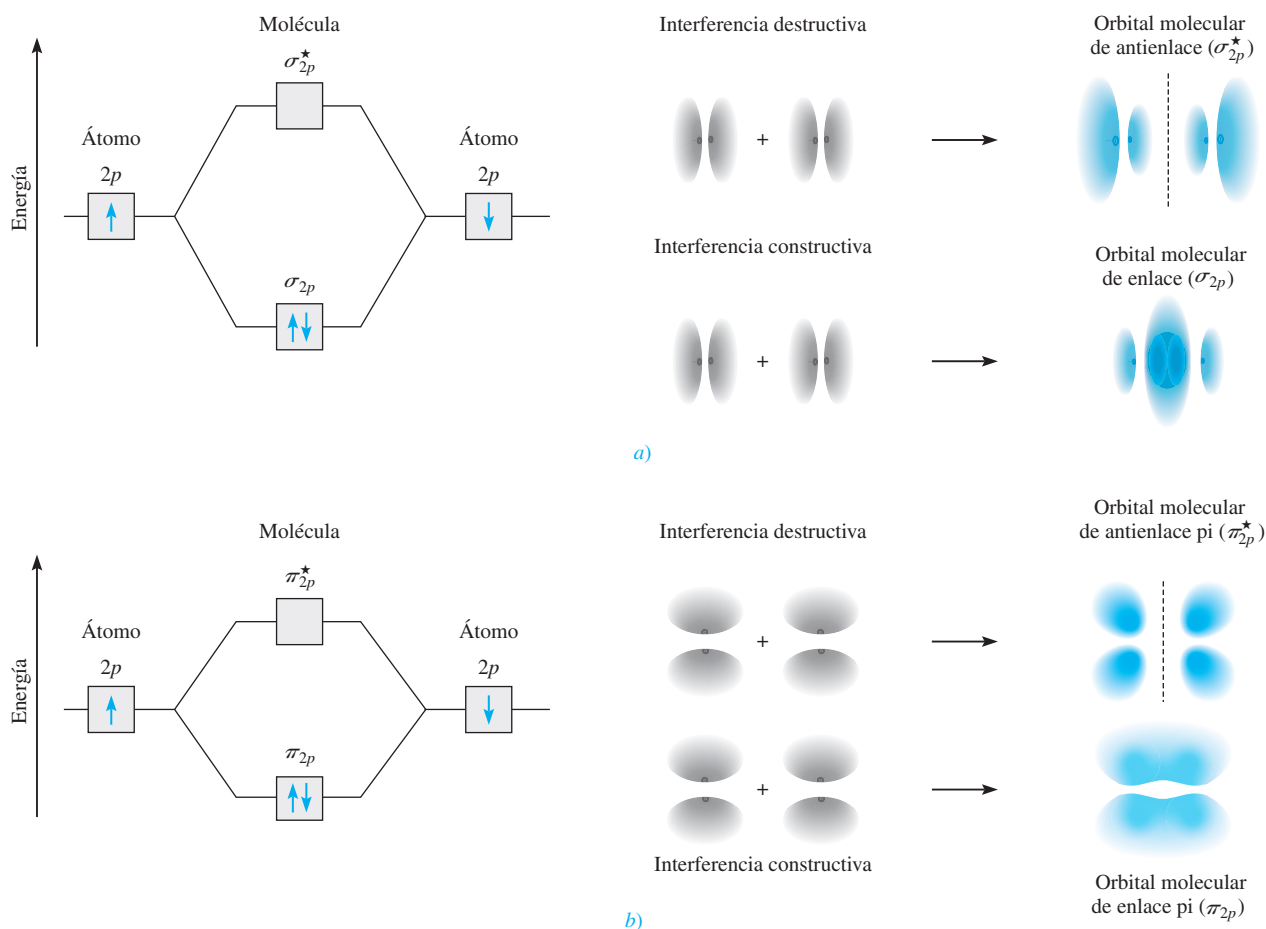 Molécula
σ★2p
Átomo
2p
Átomo
2p
σ2p
Energía
Interferencia destructiva
+
Orbital molecular
de antienlace (σ★2p)
Interferencia constructiva
+
Orbital molecular
de enlace (σ2p)
a)
Molécula
π★2p
Átomo
2p
Átomo
2p
π2p
Energía
Interferencia destructiva
+
Orbital molecular
de antienlace pi (π★2p)
+
Interferencia constructiva
Orbital molecular
de enlace pi (π2p)
b)